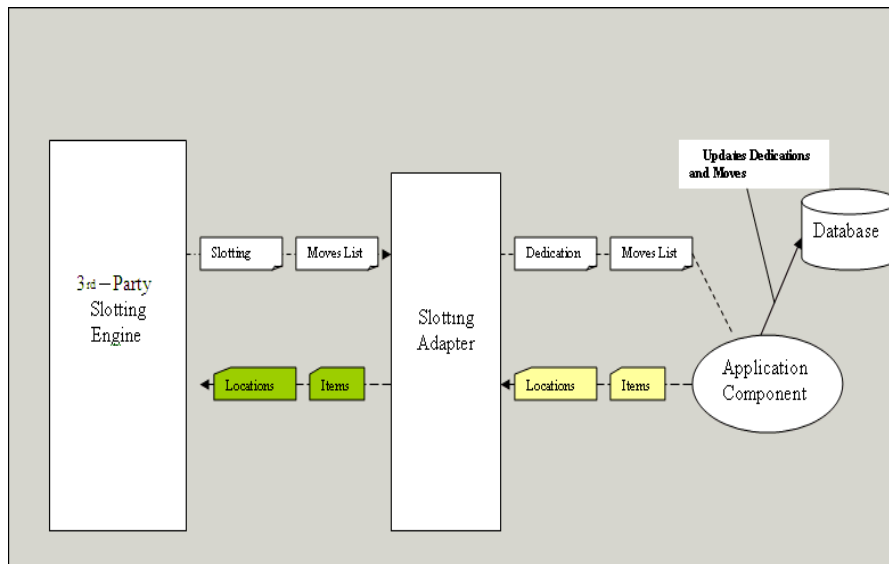 Updates Dedications
and Moves
Database
Slotting
Moves List
Dedication
Moves List
3rd-Party
Slotting
Engine
Slotting
Adapter
Application
Component
Locations
Items
Locations
Items